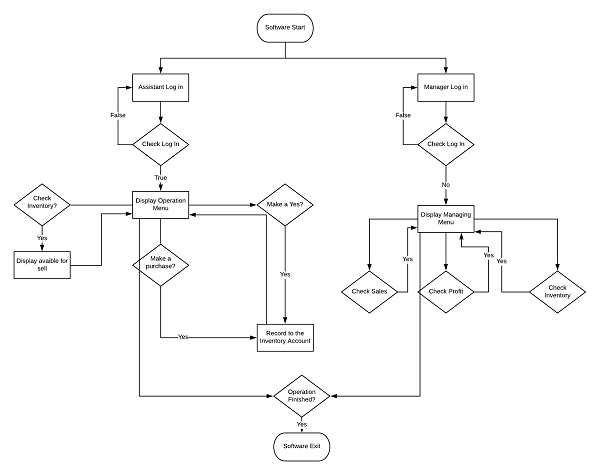 Software Start
Assistant Log in
Manager Log in
False
False
Check Log In
Check Log In
True
No
Check
Inventory?
Display Operation
Menu
Make a Yes?
Display Managing
Menu
Yes
Display avaible for
sell
Make a
purchase?
Yes
Yes
Yes
Yes
Check Sales
Check Profit
Check
Inventory
Yes
Record to the
Inventory Account
Operation
Finished?
Yes
Software Exit